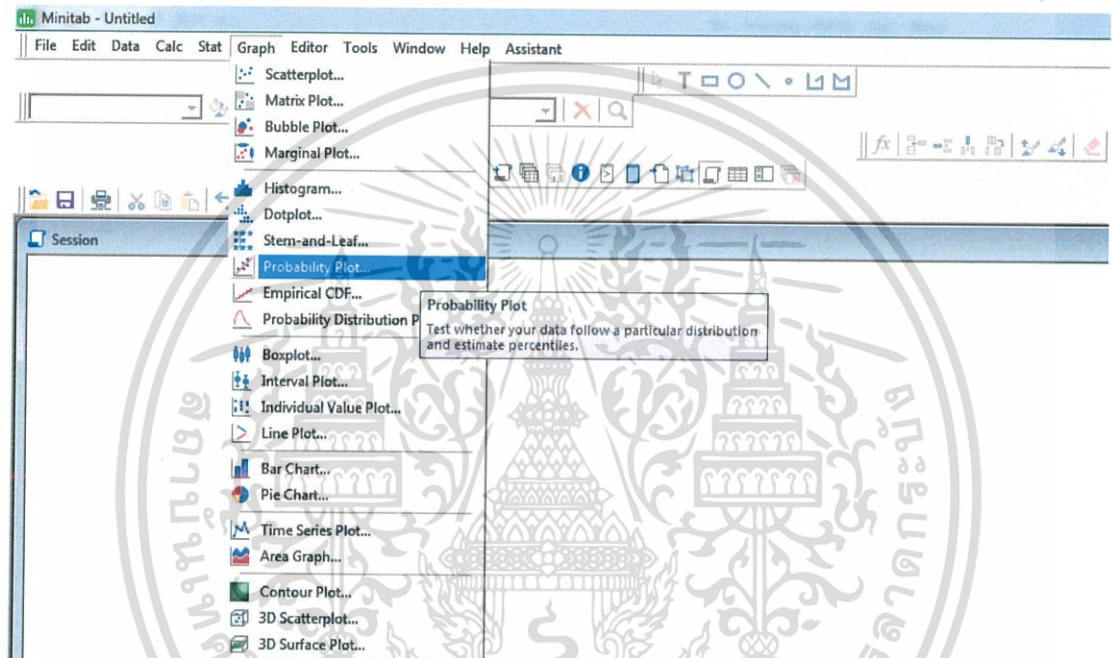 Minitab - Untitled
File Edit Data Calc Stat Graph Editor Tools Window Help Assistant
Scatterplot...
Matrix Plot...
Bubble Plot...
Marginal Plot...
Histogram...
Dotplot...
Stem-and-Leaf...
Probability Plot...
Empirical CDF...
Probability Distribution P
Boxplot...
Interval Plot...
Individual Value Plot...
Line Plot...
Bar Chart...
Pie Chart...
Time Series Plot...
Area Graph...
Contour Plot...
3D Scatterplot...
3D Surface Plot...
Probability Plot
Test whether your data follow a particular distribution
and estimate percentiles.
Session